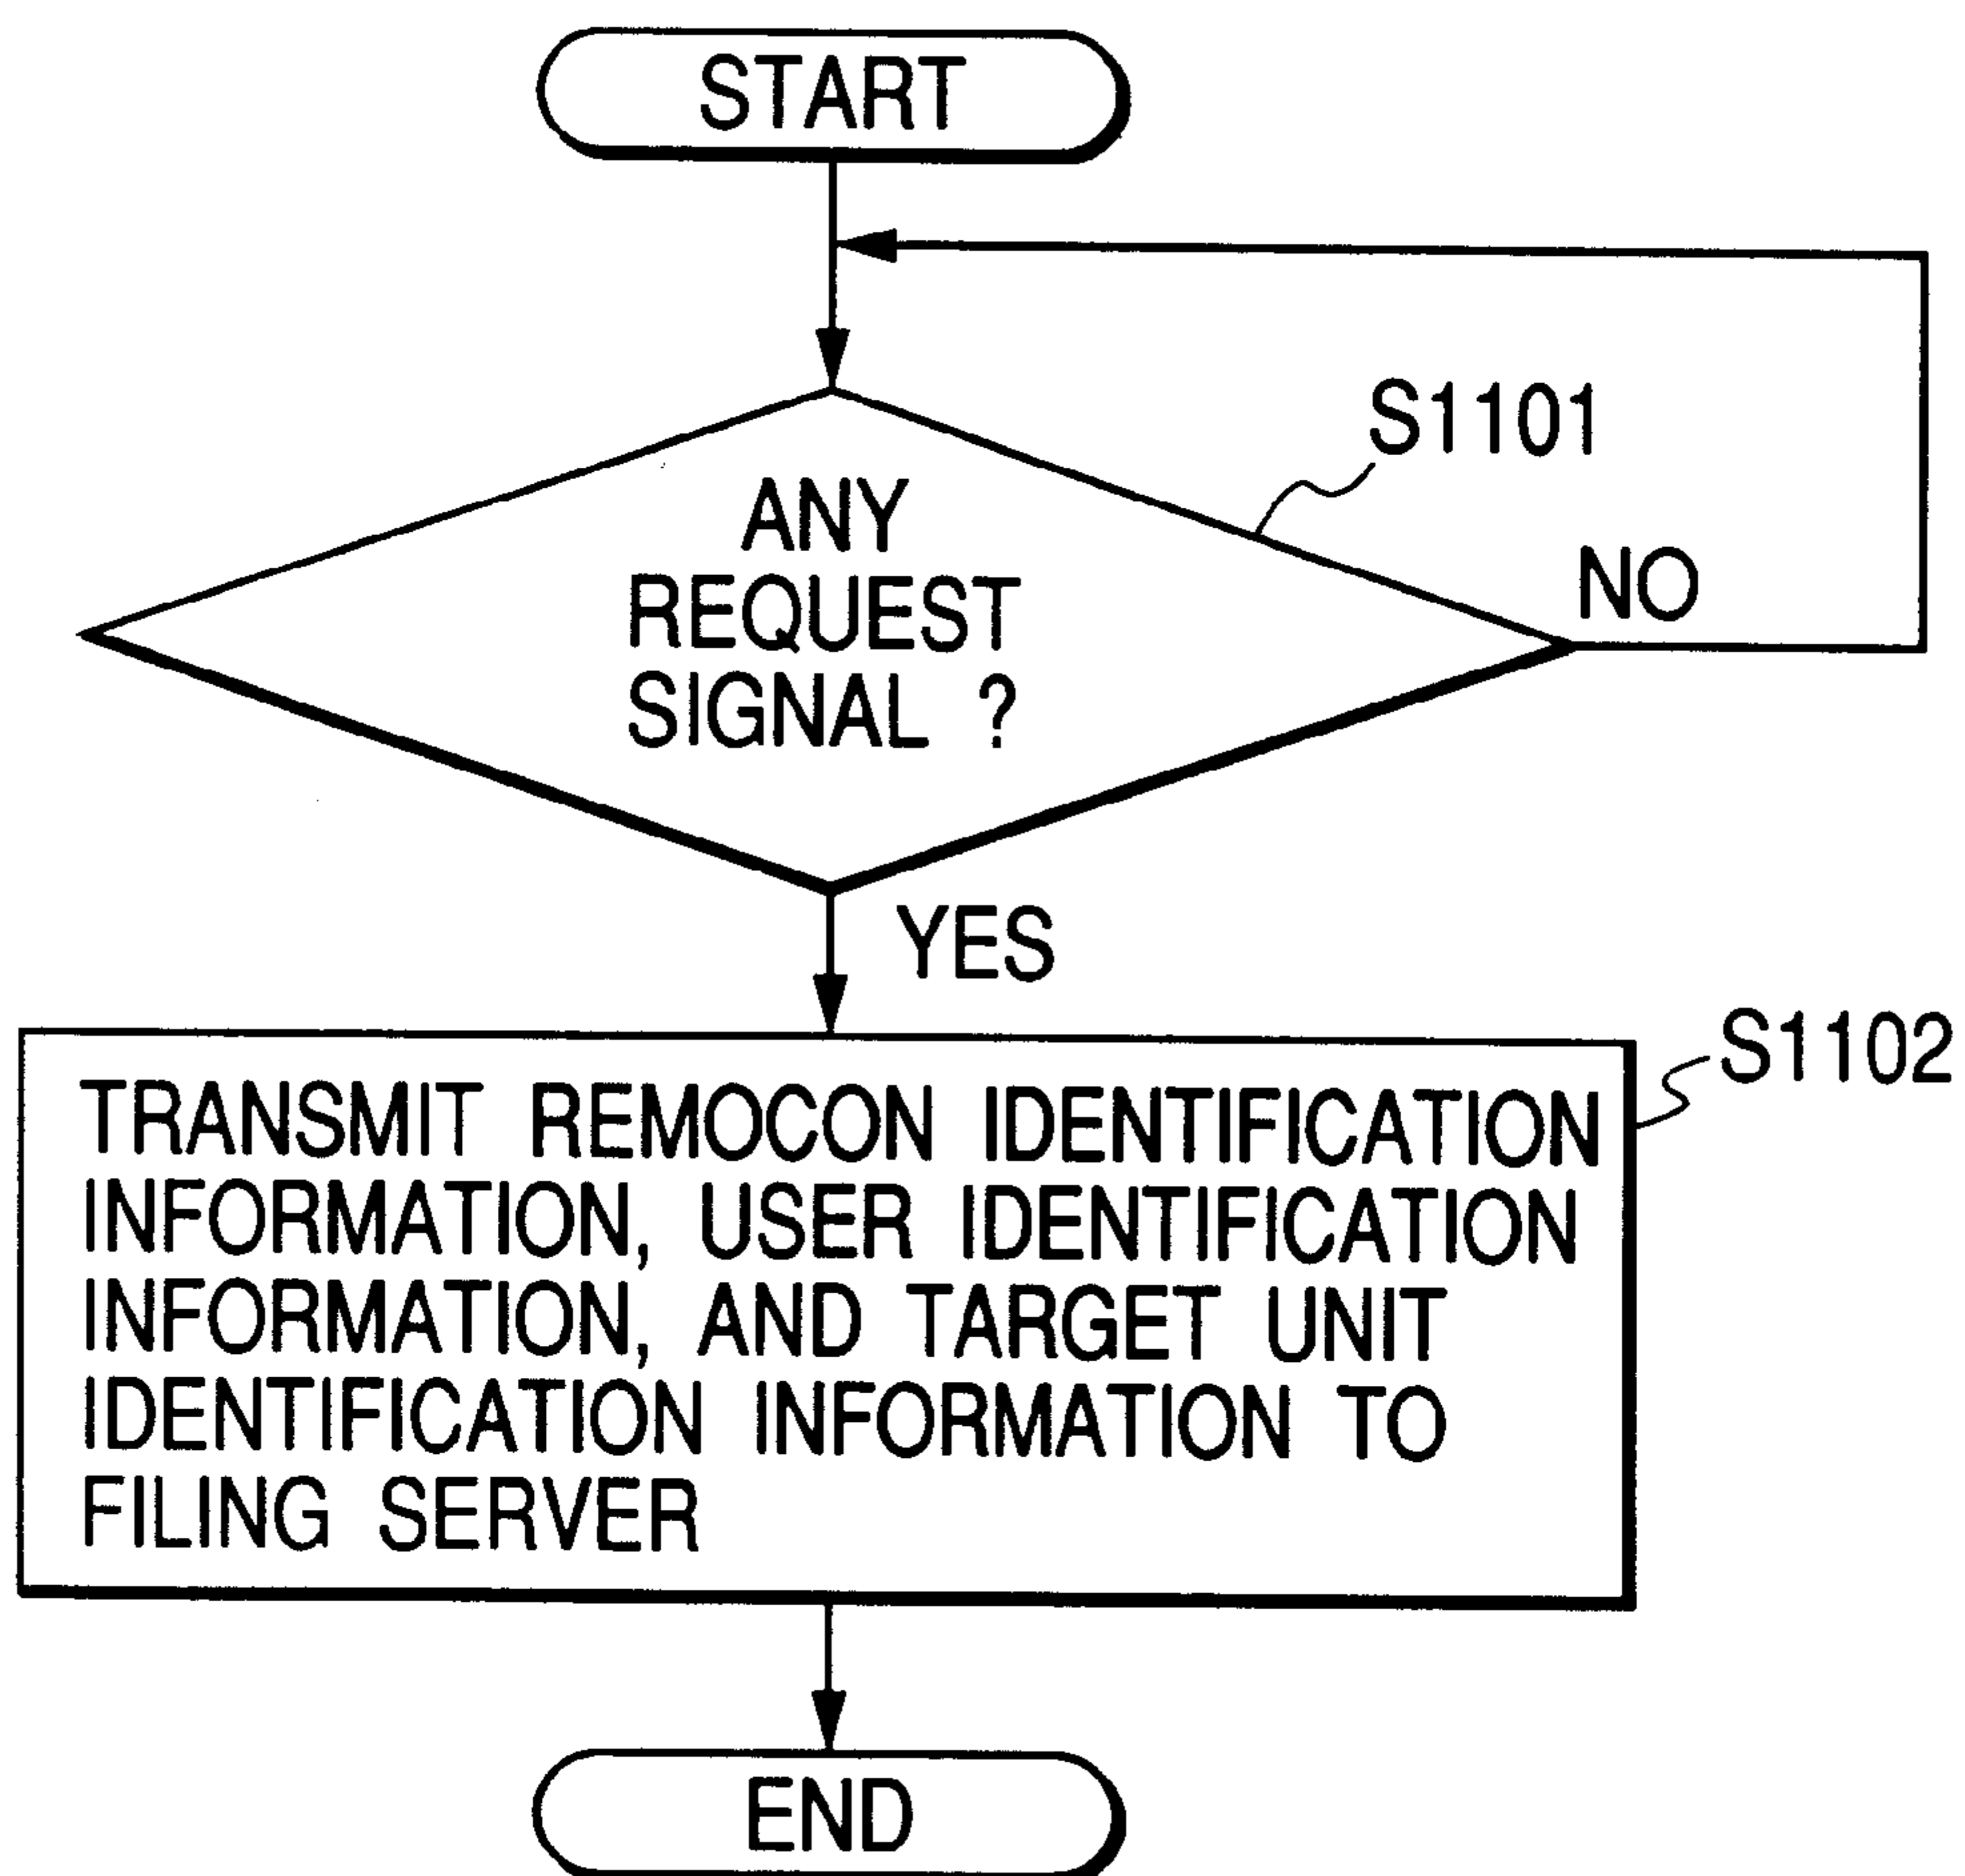 START
S1101
ANY
REQUEST
SIGNAL ?
NO
YES
S1102
TRANSMIT REMOCON IDENTIFICATION
INFORMATION, USER IDENTIFICATION
INFORMATION, AND TARGET UNIT
IDENTIFICATION INFORMATION TO
FILING SERVER
END